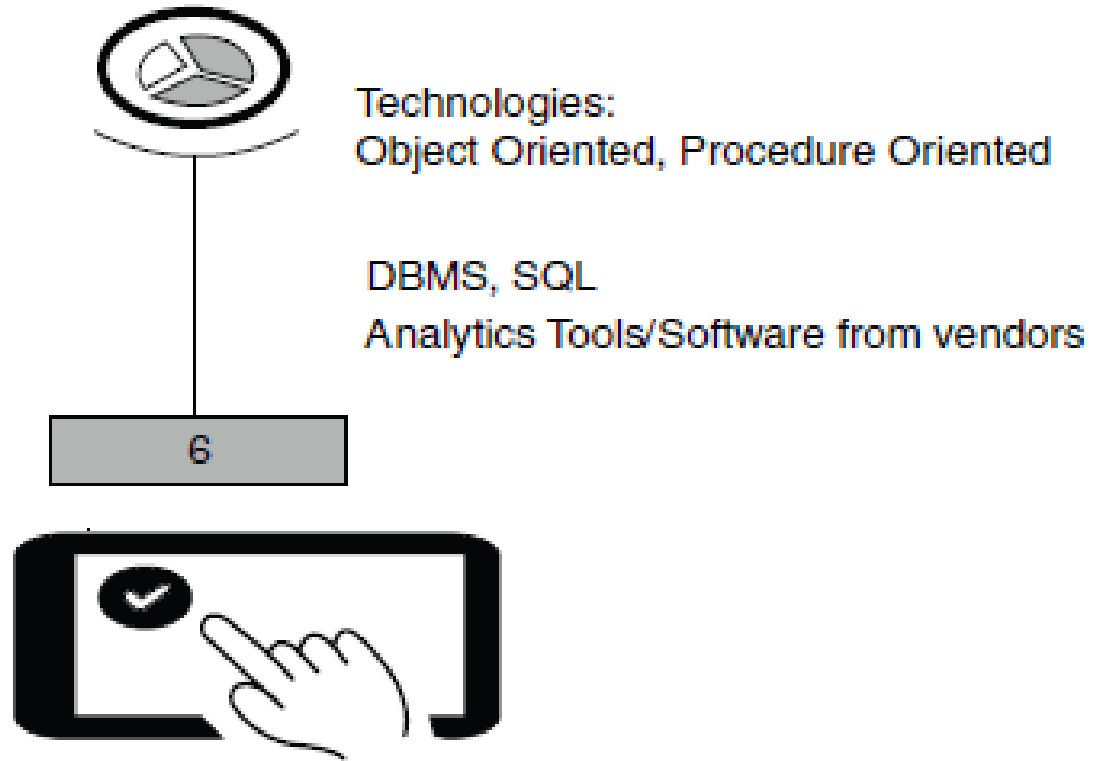 Technologies:
Object Oriented, Procedure Oriented
DBMS, SQL
Analytics Tools/Software from vendors
6